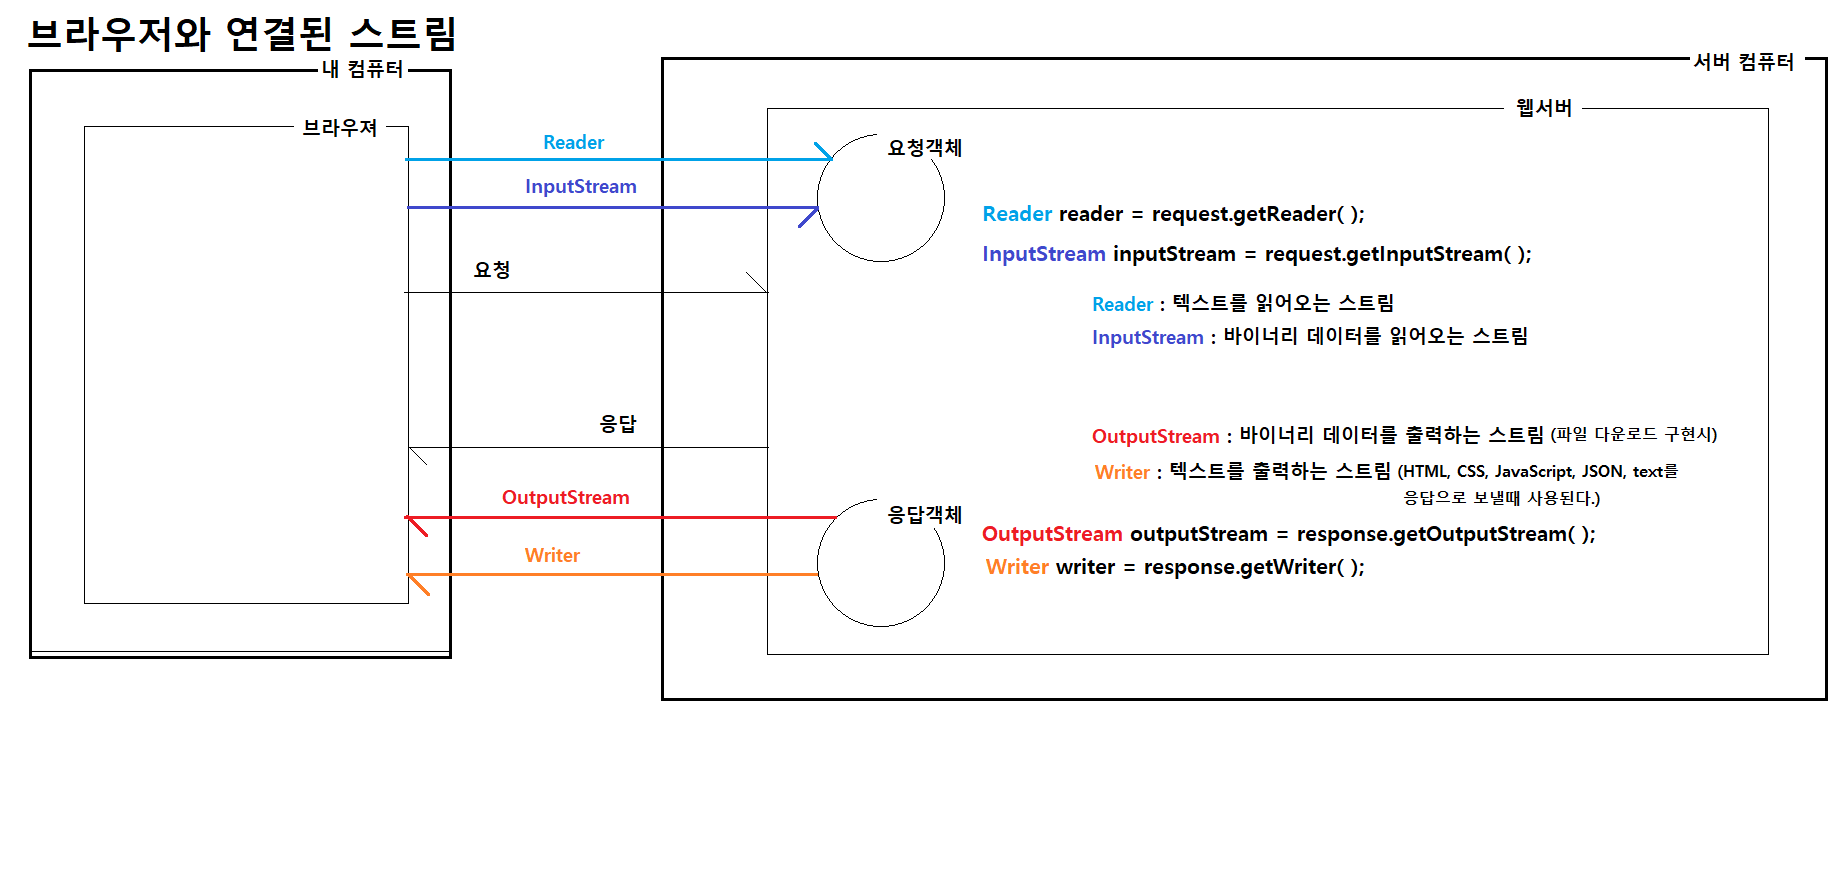 브라우저와 연결된 스트림
내 컴퓨터
서버 컴퓨터
브라우져
웹서버
Reader
요청객체
InputStream
Reader reader = request.getReader( );
InputStream inputStream = request.getInputStream( );
요청
Reader : 텍스트를 읽어오는 스트림
InputStream : 바이너리 데이터를 읽어오는 스트림
응답
OutputStream : 바이너리 데이터를 출력하는 스트림 (파일 다운로드 구현시)
Writer : 텍스트를 출력하는 스트림 (HTML, CSS, JavaScript, JSON, text를
응답으로 보낼때 사용된다.)
OutputStream
응답객체
OutputStream outputStream = response.getOutputStream( );
Writer
Writer writer = response.getWriter( );